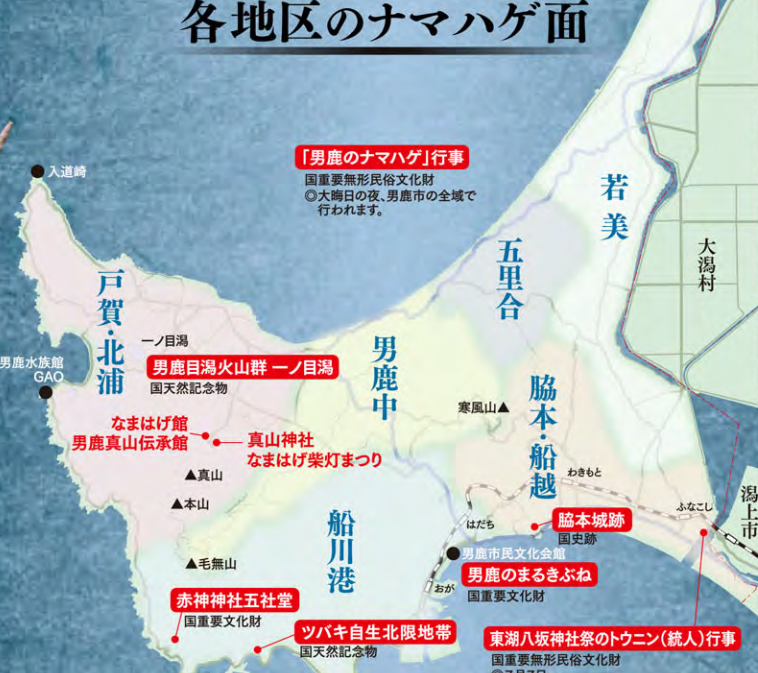 各地区のナマハゲ面
入道崎
「男鹿のナマハゲ」行事
国重要無形民俗文化財
◎大晦日の夜、男鹿市の全域で
行われます。
若美
五里合
大潟村
戸賀・北浦
一ノ目潟
男鹿水族館
GAO
男鹿目潟火山群 一ノ目潟
国天然記念物
男鹿中
寒風山▲
脇本・船越
なまはげ館
男鹿真山伝承館
真山神社
なまはげ柴灯まつり
▲真山
▲本山
▲毛無山
船川港
わきもと
ふなこし
潟上市
はだち
脇本城跡
国史跡
男鹿市民文化会館
おが
男鹿のまるきぶね
国重要文化財
赤神神社五社堂
国重要文化財
ツバキ自生北限地帯
国天然記念物
東湖八坂神社祭のトウニン(統人)行事
国重要無形民俗文化財